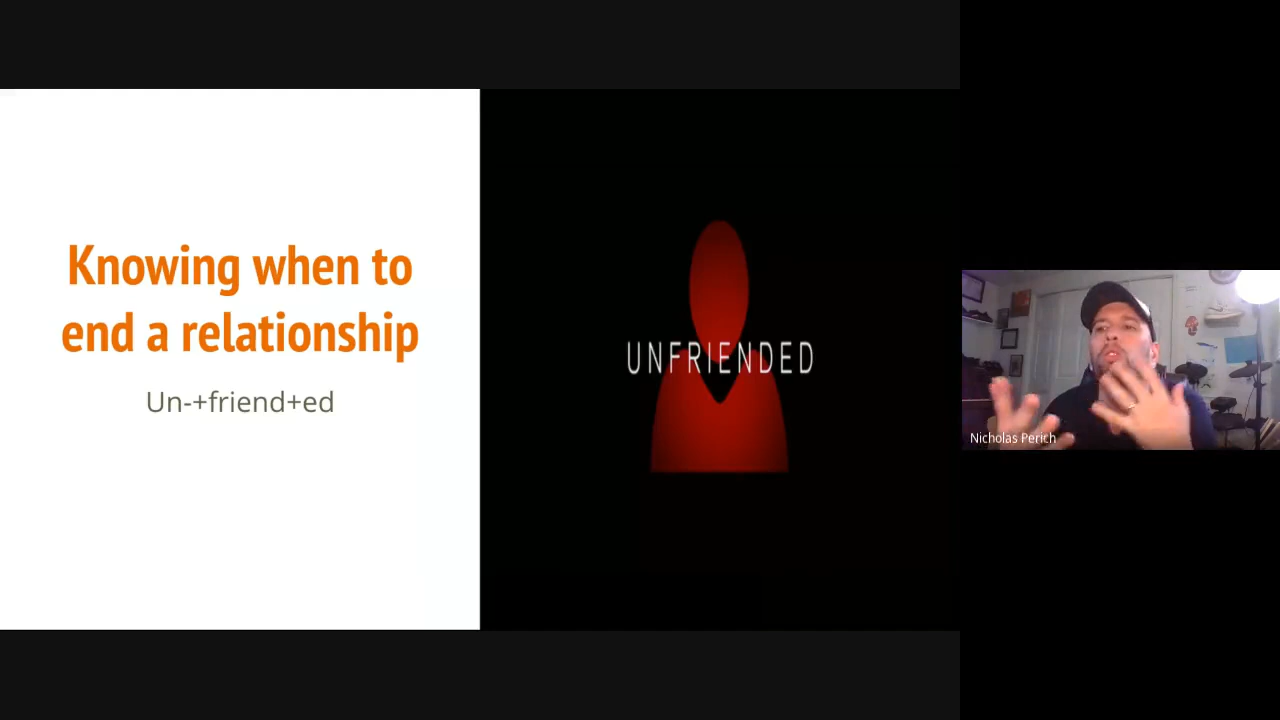 Knowing when to
end a relationship
Un-+friend+ed
UNFRIENDED
Nicholas Perich